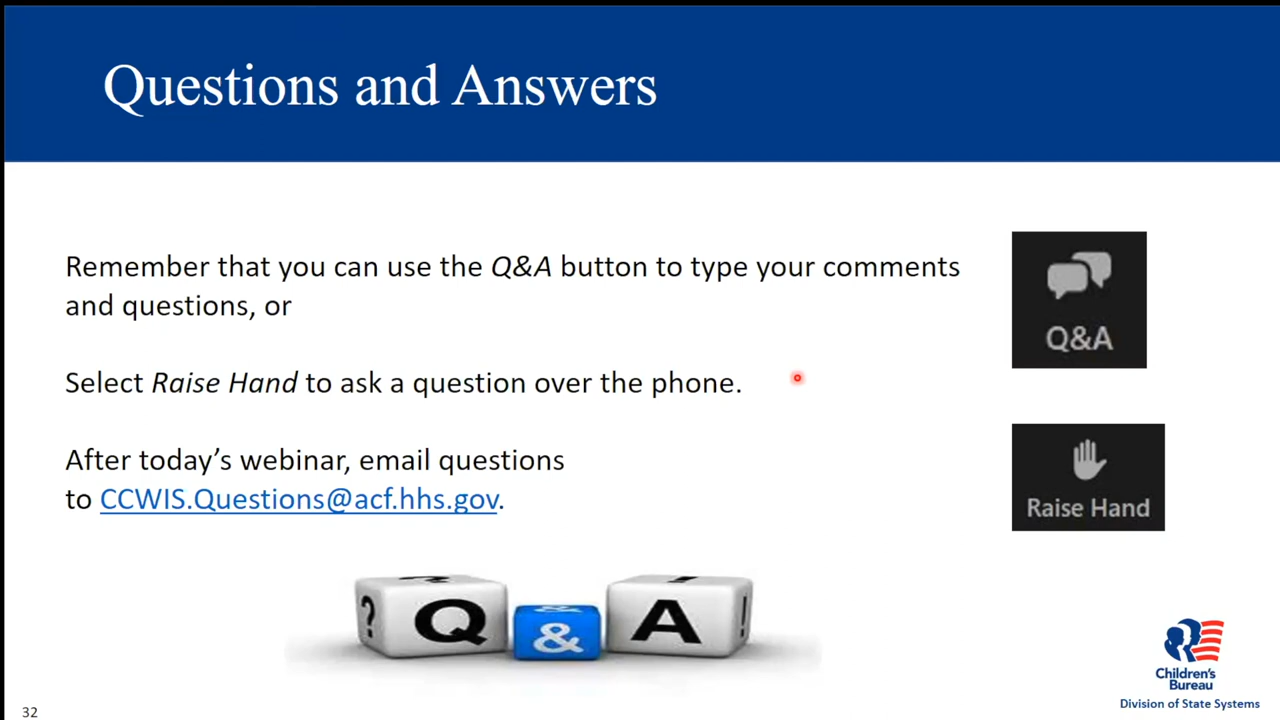 Questions and Answers
Remember that you can use the Q&A button to type your comments
and questions, or
Select Raise Hand to ask a question over the phone.
After today’s webinar, email questions
to CCWIS.Questions@acf.hhs.gov.
Q&A
Raise Hand
? ? Q & & A ! !
Children's
Bureau
Division of State Systems
32